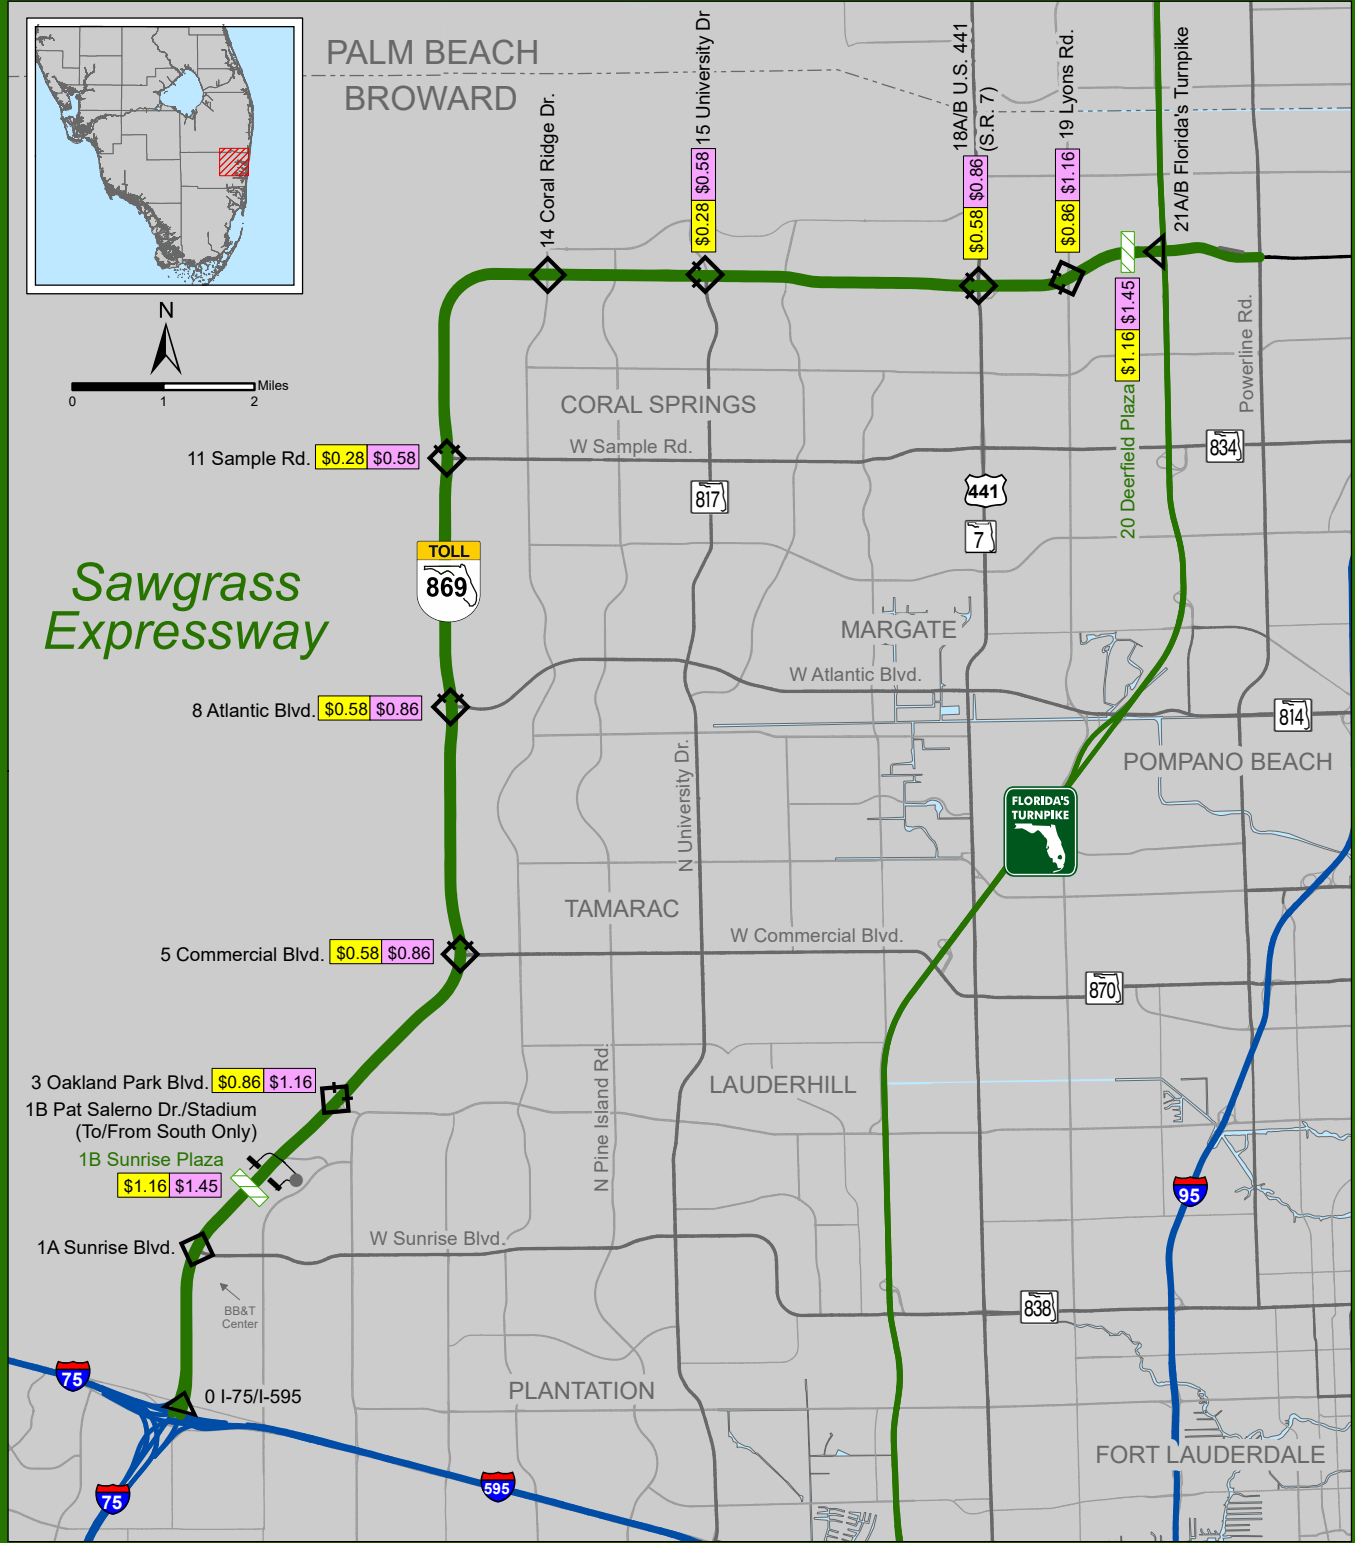 PALM BEACH
BROWARD
14 Coral Ridge Dr.
15 University Dr
$0.28 $0.58
18A/B U.S. 441
(S.R. 7)
$0.58 $0.86
19 Lyons Rd.
$0.86 $1.16
21A/B Florida's Turnpike
N
Miles
0 1 2
$1.16 $1.45
20 Deerfield Plaza
Powerline Rd.
CORAL SPRINGS
11 Sample Rd. $0.28 $0.58
W Sample Rd.
834
817
441
7
TOLL
869
Sawgrass
Expressway
MARGATE
W Atlantic Blvd.
8 Atlantic Blvd. $0.58 $0.86
814
POMPANO BEACH
N University Dr.
FLORIDA'S
TURNPIKE
TAMARAC
5 Commercial Blvd. $0.58 $0.86
W Commercial Blvd.
870
3 Oakland Park Blvd. $0.86 $1.16
1B Pat Salerno Dr./Stadium
(To/From South Only)
1B Sunrise Plaza
$1.16 $1.45
N Pine Island Rd.
LAUDERHILL
95
1A Sunrise Blvd.
W Sunrise Blvd.
BB&T
Center
838
75
0 I-75/I-595
PLANTATION
FORT LAUDERDALE
75
595